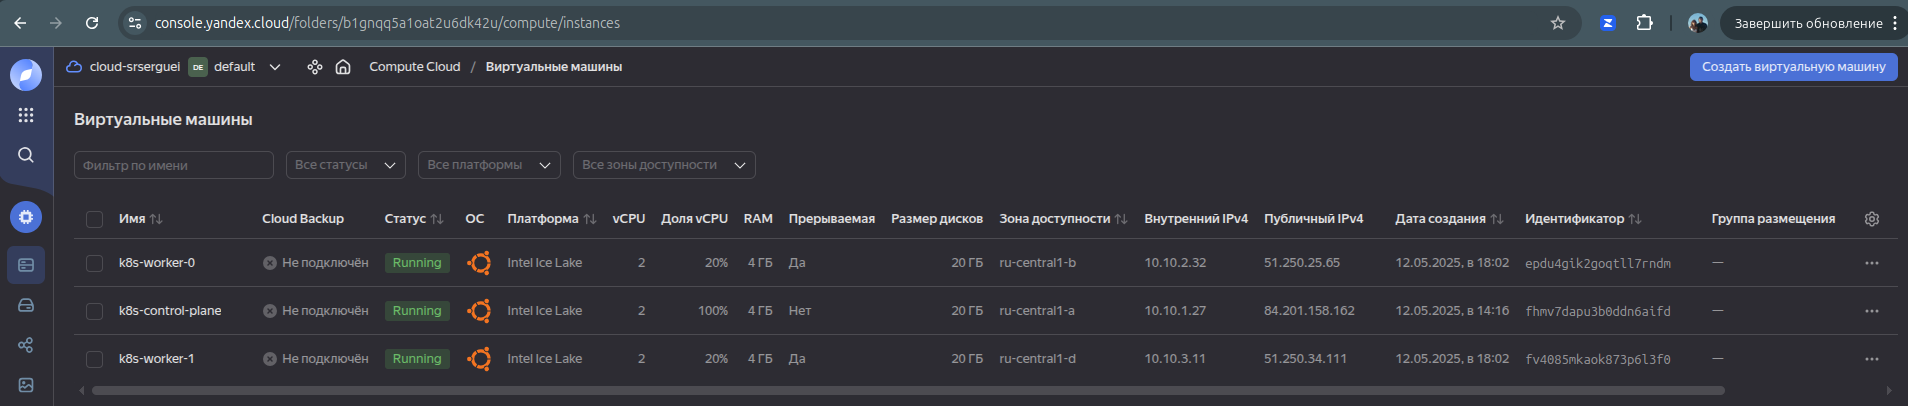 console.yandex.cloud/folders/b1gnqq5a1oat2u6dk42u/compute/instances
Завершить обновление
cloud-srserguei DE default Compute Cloud / Виртуальные машины
Создать виртуальную машину
Виртуальные машины
Фильтр по имени Все статусы Все платформы Все зоны доступности
Имя Cloud Backup Статус ОС Платформа vCPU Доля vCPU RAM Прерываемая Размер дисков Зона доступности Внутренний IPv4 Публичный IPv4 Дата создания Идентификатор Группа размещения
k8s-worker-0 Не подключён Running Intel Ice Lake 2 20% 4 ГБ Да 20 ГБ ru-central1-b 10.10.2.32 51.250.25.65 12.05.2025, в 18:02 epdu4gik2goqtll7rndm —
k8s-control-plane Не подключён Running Intel Ice Lake 2 100% 4 ГБ Нет 20 ГБ ru-central1-a 10.10.1.27 84.201.158.162 12.05.2025, в 14:16 fhmv7dapu3b0ddn6aifd —
k8s-worker-1 Не подключён Running Intel Ice Lake 2 20% 4 ГБ Да 20 ГБ ru-central1-d 10.10.3.11 51.250.34.111 12.05.2025, в 18:02 fv4085mkaok873p6l3f0 —